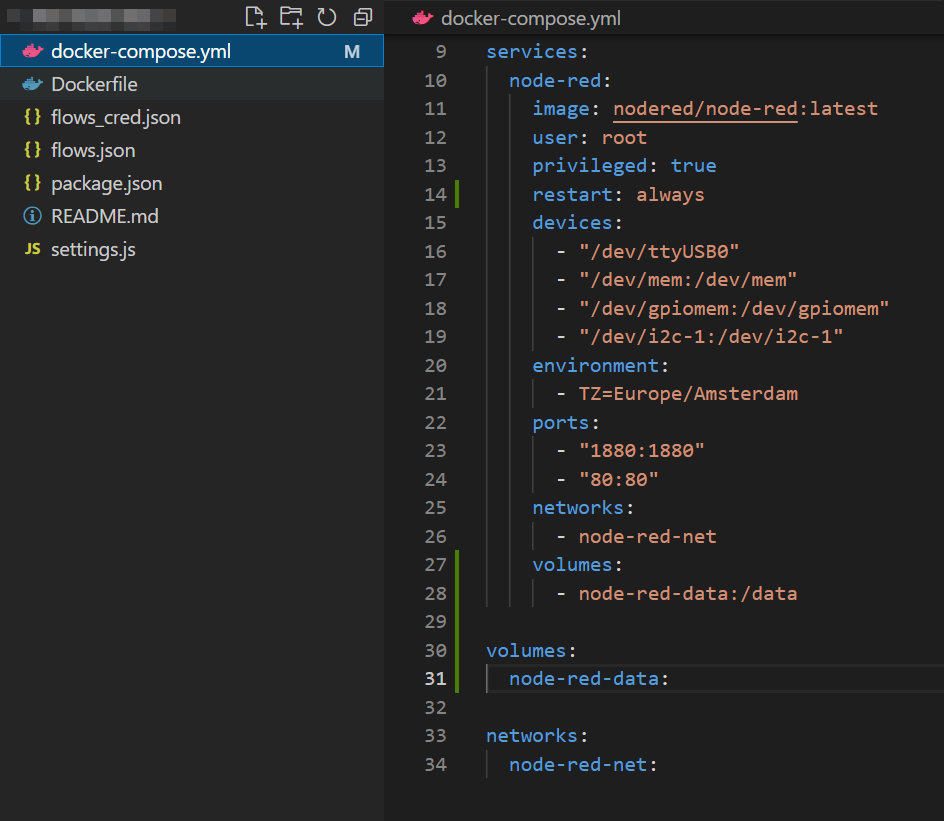 docker-compose.yml M
Dockerfile
{} flows_cred.json
{} flows.json
{} package.json
README.md
JS settings.js
docker-compose.yml
9 services:
10   node-red:
11     image: nodered/node-red:latest
12     user: root
13     privileged: true
14     restart: always
15     devices:
16       - "/dev/ttyUSB0"
17       - "/dev/mem:/dev/mem"
18       - "/dev/gpiomem:/dev/gpiomem"
19       - "/dev/i2c-1:/dev/i2c-1"
20     environment:
21       - TZ=Europe/Amsterdam
22     ports:
23       - "1880:1880"
24       - "80:80"
25     networks:
26       - node-red-net
27     volumes:
28       - node-red-data:/data
29
30 volumes:
31   node-red-data:
32
33 networks:
34   node-red-net: